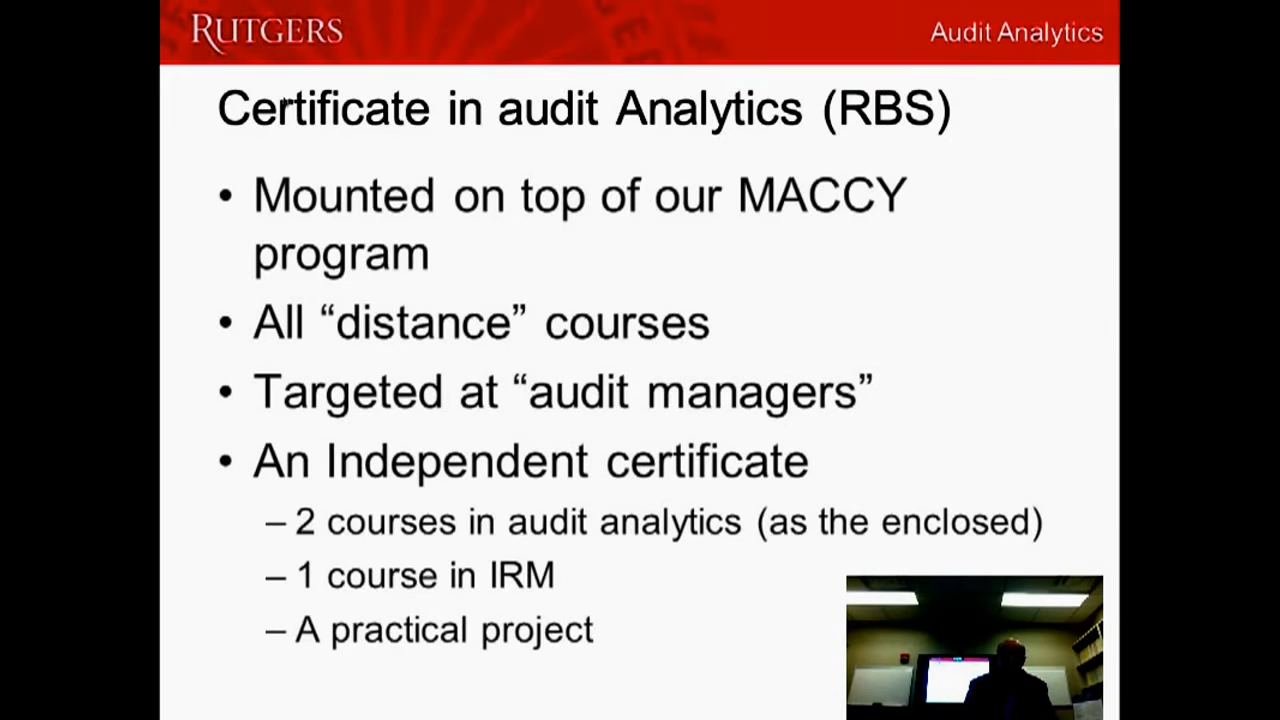 RUTGERS
Audit Analytics
Certificate in audit Analytics (RBS)
• Mounted on top of our MACCY
program
• All “distance” courses
• Targeted at “audit managers”
• An Independent certificate
– 2 courses in audit analytics (as the enclosed)
– 1 course in IRM
– A practical project